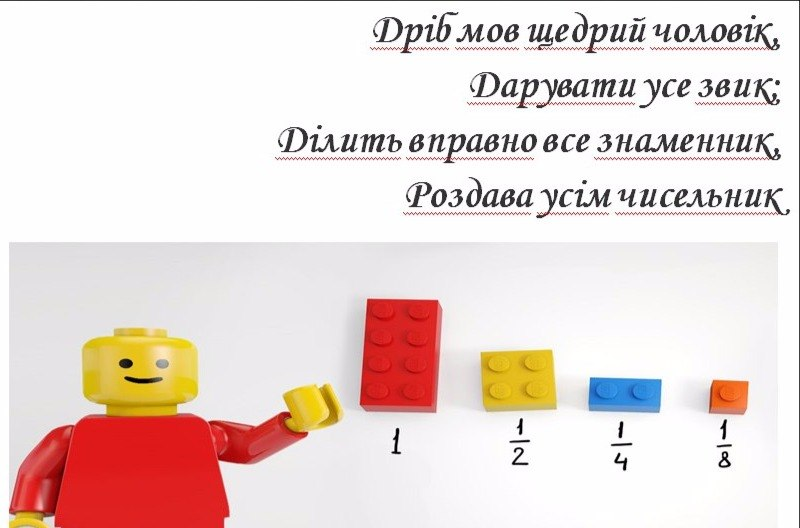 Дріб мов щедрий чоловік,
Дарувати усе звик;
Ділить вправно все знаменник,
Роздава усім чисельник.
1
1/2
1/4
1/8